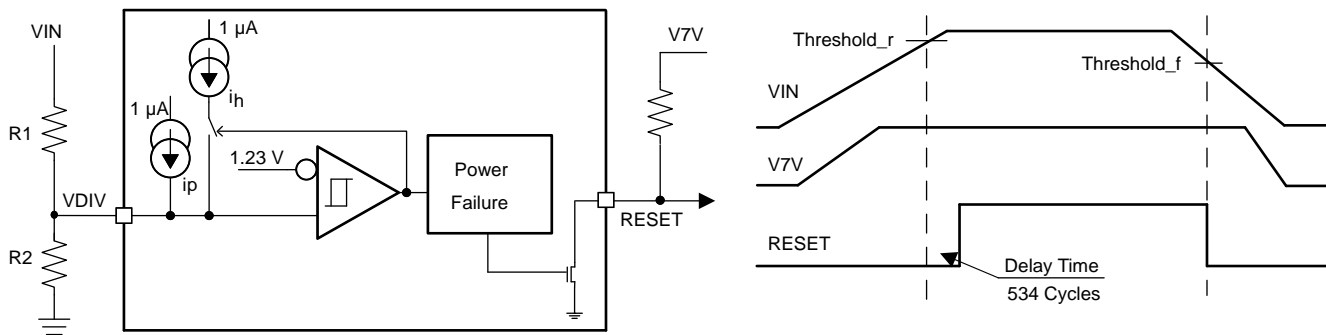 1 µA
VIN
V7V
ih
1 µA
R1
1.23 V
ip
Power
Failure
VDIV
RESET
R2
Threshold_r
Threshold_f
VIN
V7V
RESET
Delay Time
534 Cycles